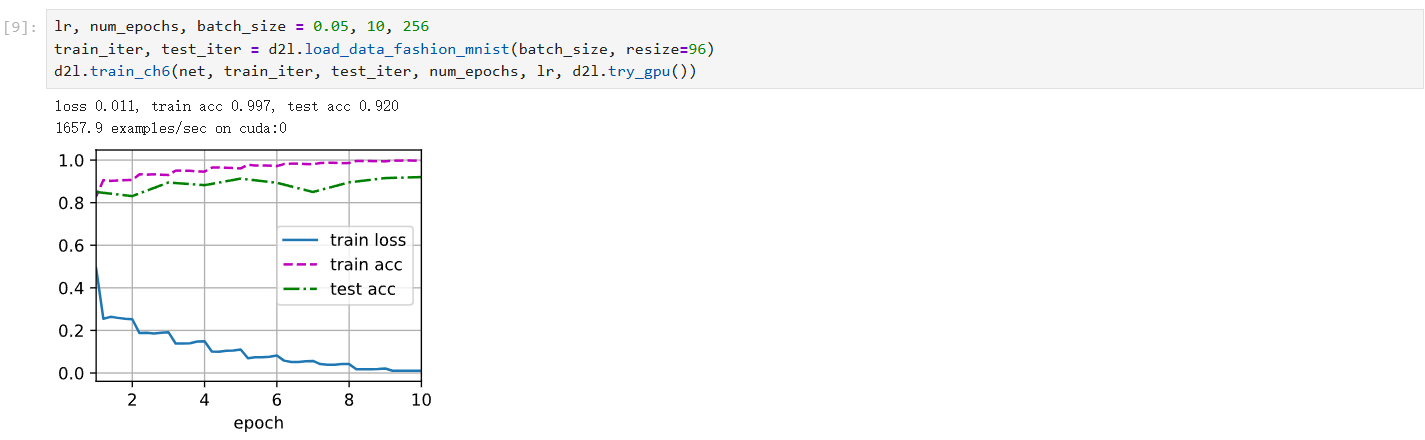 [9]:
lr, num_epochs, batch_size = 0.05, 10, 256
train_iter, test_iter = d2l.load_data_fashion_mnist(batch_size, resize=96)
d2l.train_ch6(net, train_iter, test_iter, num_epochs, lr, d2l.try_gpu())
loss 0.011, train acc 0.997, test acc 0.920
1657.9 examples/sec on cuda:0
1.0
0.8
0.6
0.4
0.2
0.0
train loss
train acc
test acc
2 4 6 8 10
epoch